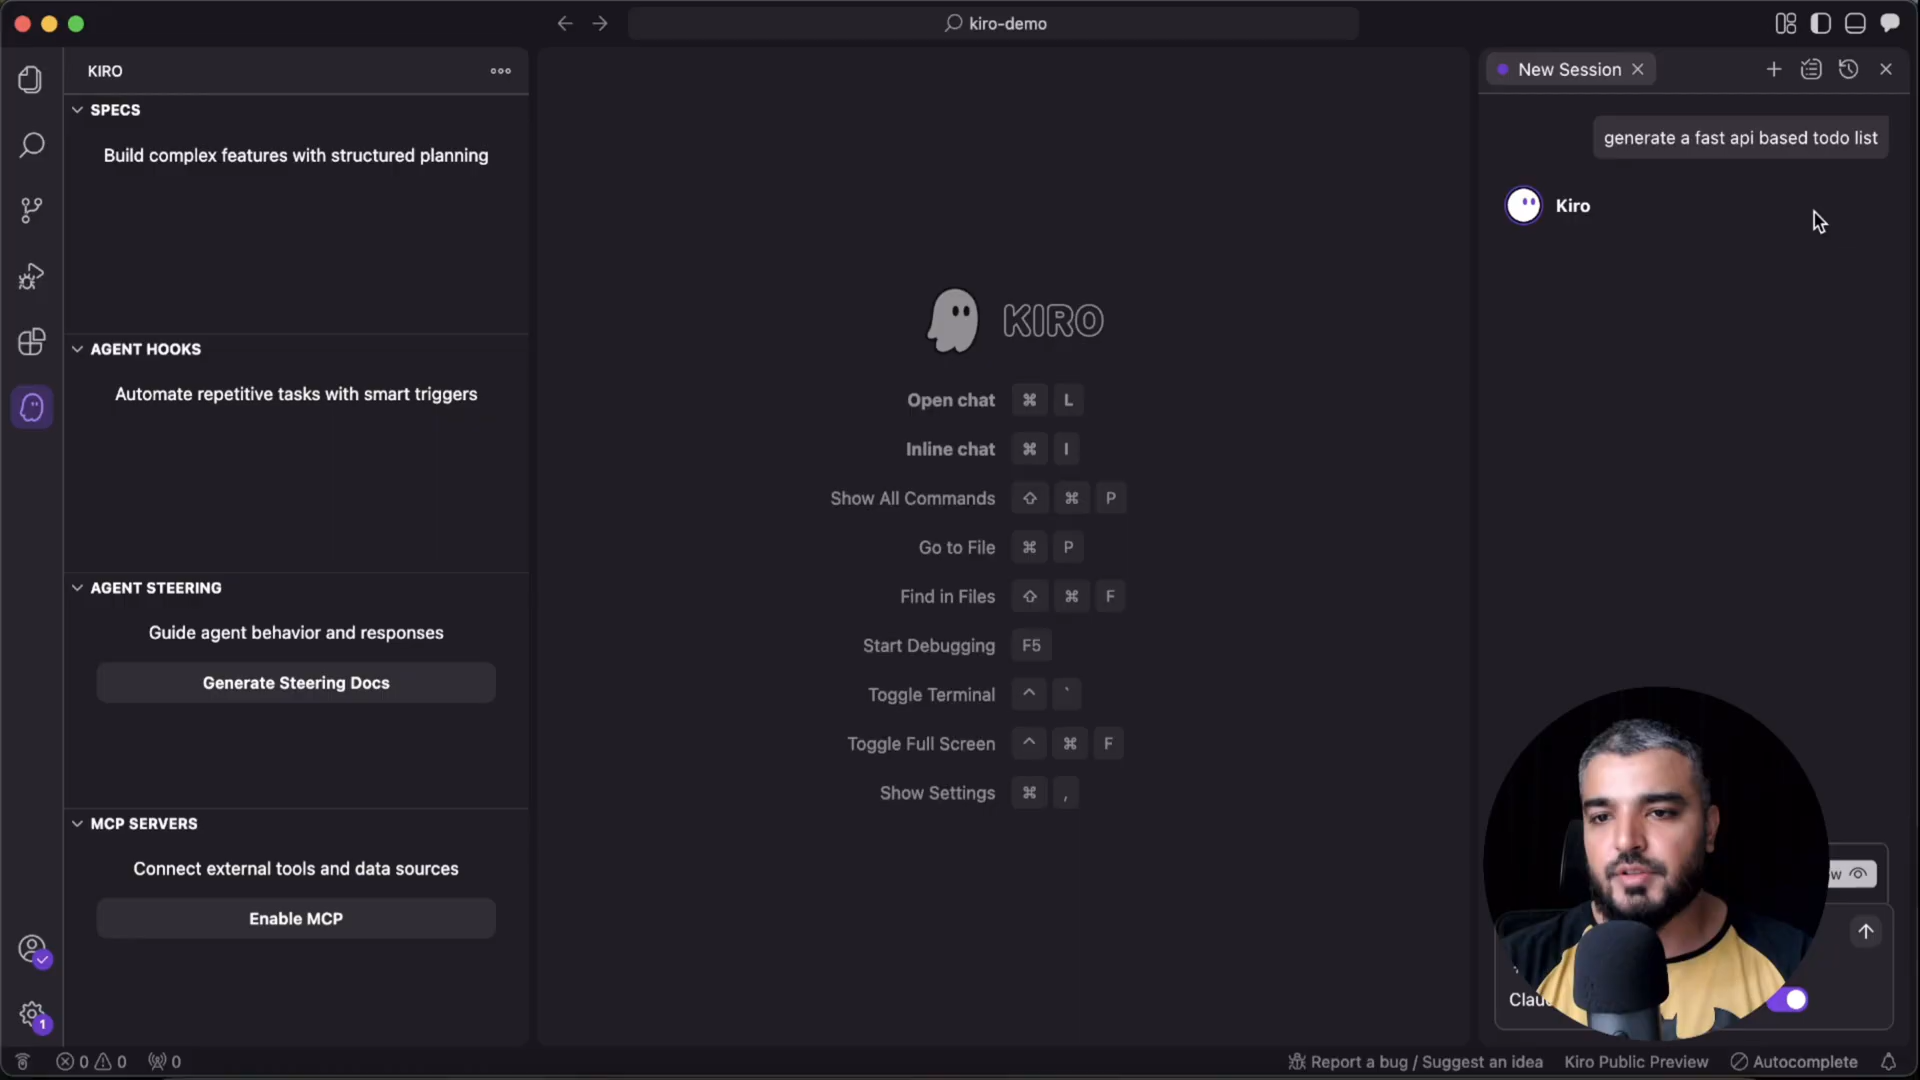 kiro-demo
KIRO
SPECS
Build complex features with structured planning
AGENT HOOKS
Automate repetitive tasks with smart triggers
AGENT STEERING
Guide agent behavior and responses
Generate Steering Docs
MCP SERVERS
Connect external tools and data sources
Enable MCP
1
KIRO
Open chat ⌘ L
Inline chat ⌘ I
Show All Commands ⇧ ⌘ P
Go to File ⌘ P
Find in Files ⇧ ⌘ F
Start Debugging F5
Toggle Terminal ^ `
Toggle Full Screen ^ ⌘ F
Show Settings ⌘ ,
New Session
generate a fast api based todo list
Kiro
0 0 0
Report a bug / Suggest an idea
Kiro Public Preview
Autocomplete